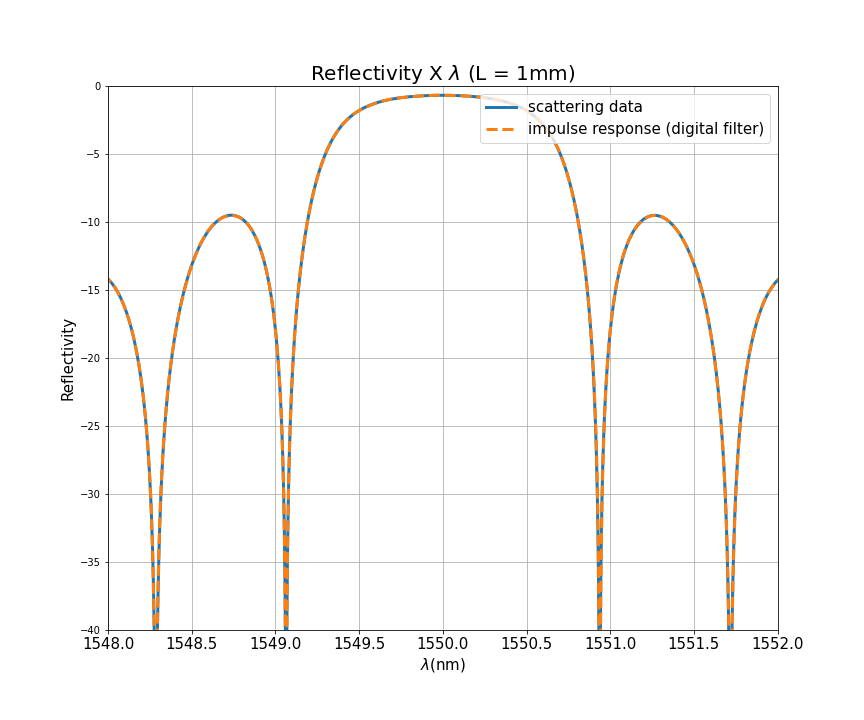 Reflectivity X λ (L = 1mm)
scattering data
impulse response (digital filter)
0
−5
−10
−15
−20
−25
−30
−35
−40
Reflectivity
1548.0 1548.5 1549.0 1549.5 1550.0 1550.5 1551.0 1551.5 1552.0
λ(nm)